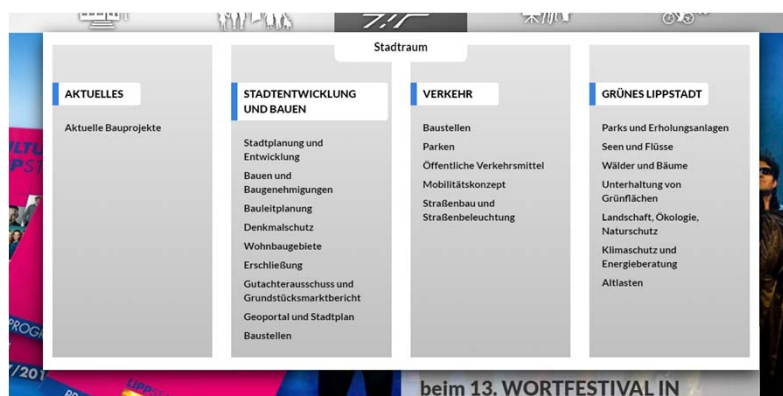 Stadtraum
AKTUELLES
Aktuelle Bauprojekte
STADTENTWICKLUNG
UND BAUEN
Stadtplanung und
Entwicklung
Bauen und
Baugenehmigungen
Bauleitplanung
Denkmalschutz
Wohnbaugebiete
Erschließung
Gutachterausschuss und
Grundstücksmarktbericht
Geoportal und Stadtplan
Baustellen
VERKEHR
Baustellen
Parken
Öffentliche Verkehrsmittel
Mobilitätskonzept
Straßenbau und
Straßenbeleuchtung
GRÜNES LIPPSTADT
Parks und Erholungsanlagen
Seen und Flüsse
Wälder und Bäume
Unterhaltung von
Grünflächen
Landschaft, Ökologie,
Naturschutz
Klimaschutz und
Energieberatung
Altlasten
beim 13. WORTFESTIVAL IN